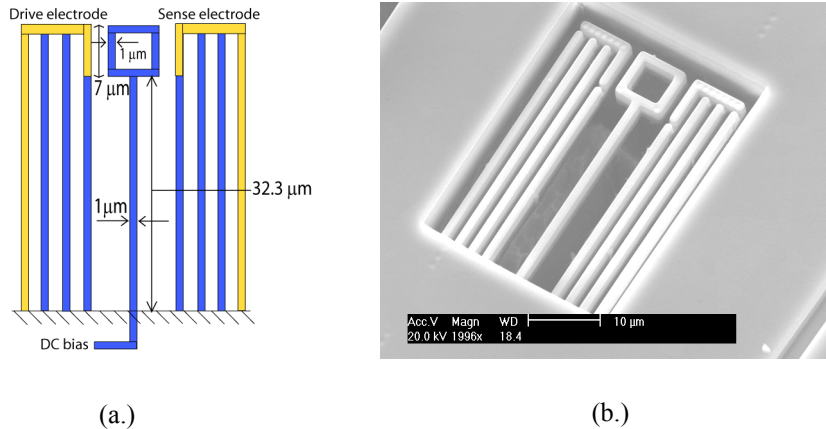 Drive electrode
Sense electrode
1 μm
7 μm
32.3 μm
1μm
DC bias
Acc.V Magn WD 10 μm
20.0 kV 1996x 18.4
(a.)
(b.)